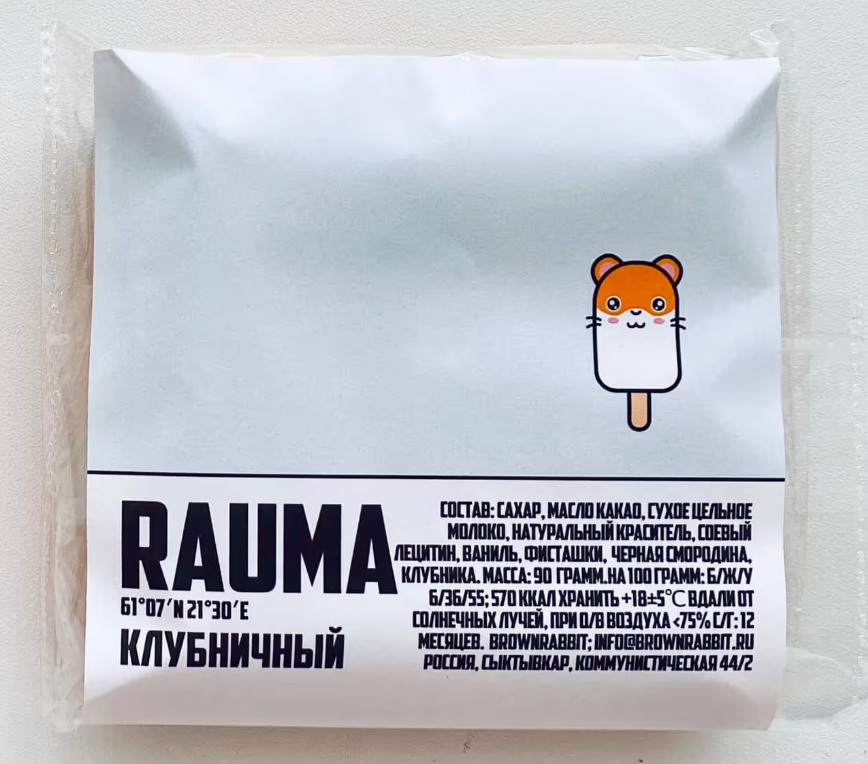 RAUMA
61°07′N 21°30′E
КЛУБНИЧНЫЙ
СОСТАВ: САХАР, МАСЛО КАКАО, СУХОЕ ЦЕЛЬНОЕ
МОЛОКО, НАТУРАЛЬНЫЙ КРАСИТЕЛЬ, СОЕВЫЙ
ЛЕЦИТИН, ВАНИЛЬ, ФИСТАШКИ, ЧЕРНАЯ СМОРОДИНА,
КЛУБНИКА. МАССА: 90 ГРАММ.НА 100 ГРАММ: Б/Ж/У
6/36/55; 570 ККАЛ ХРАНИТЬ +18±5°C ВДАЛИ ОТ
СОЛНЕЧНЫХ ЛУЧЕЙ, ПРИ О/В ВОЗДУХА <75% С/Г: 12
МЕСЯЦЕВ. BROWNRABBIT; INFO@BROWNRABBIT.RU
РОССИЯ, СЫКТЫВКАР, КОММУНИСТИЧЕСКАЯ 44/2